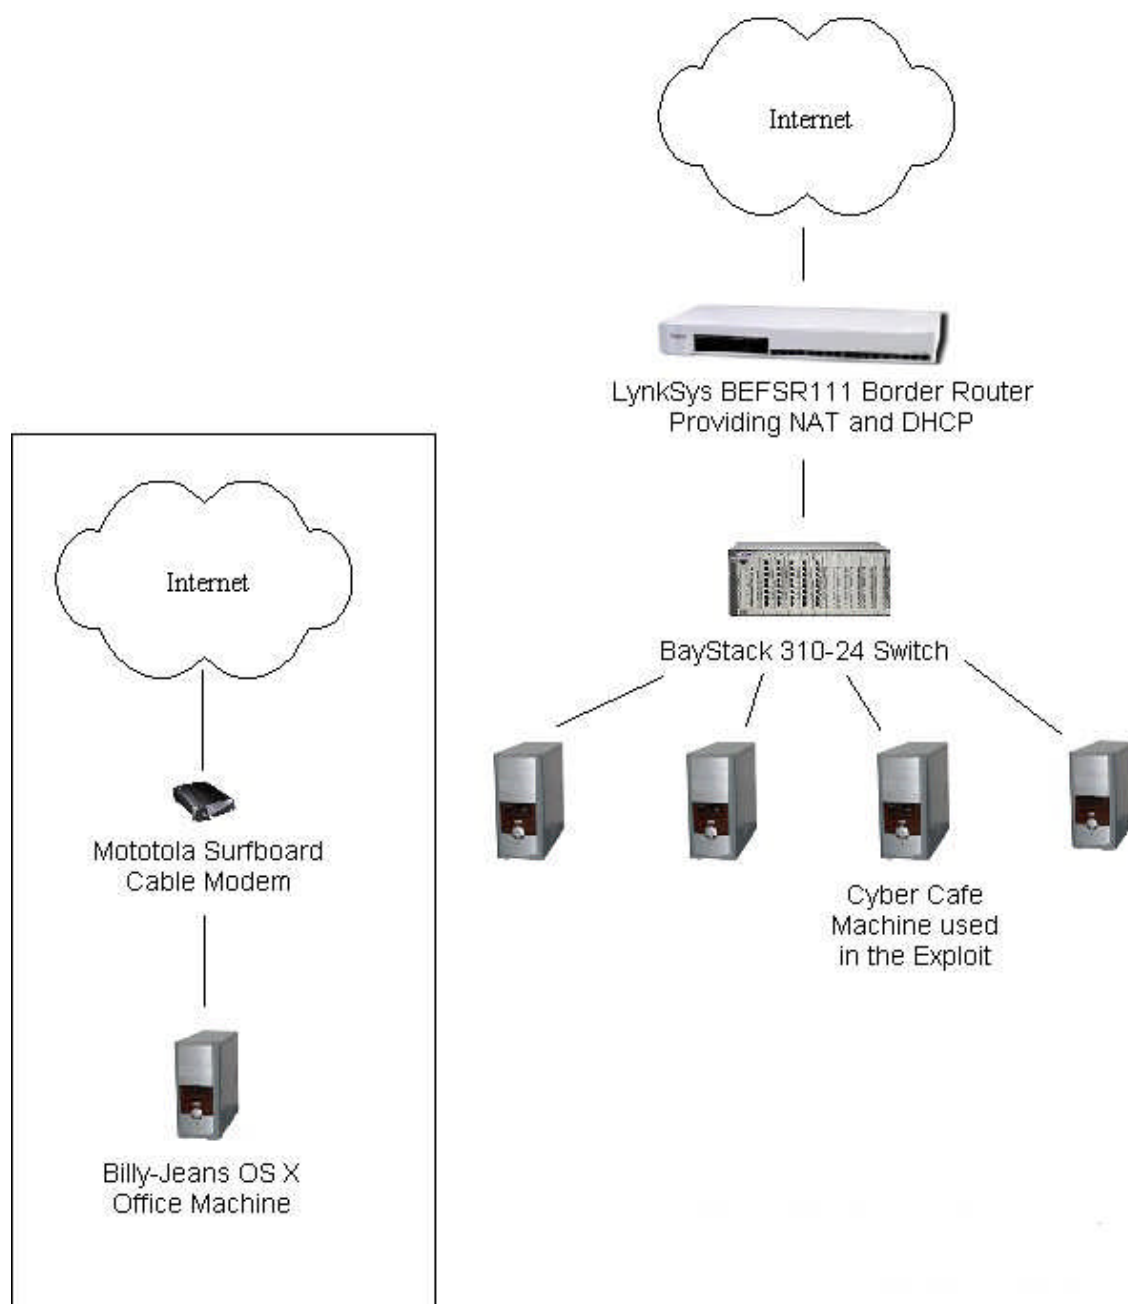 Internet
LynkSys BEFSR111 Border Router
Providing NAT and DHCP
BayStack 310-24 Switch
Cyber Cafe
Machine used
in the Exploit
Internet
Mototola Surfboard
Cable Modem
Billy-Jeans OS X
Office Machine